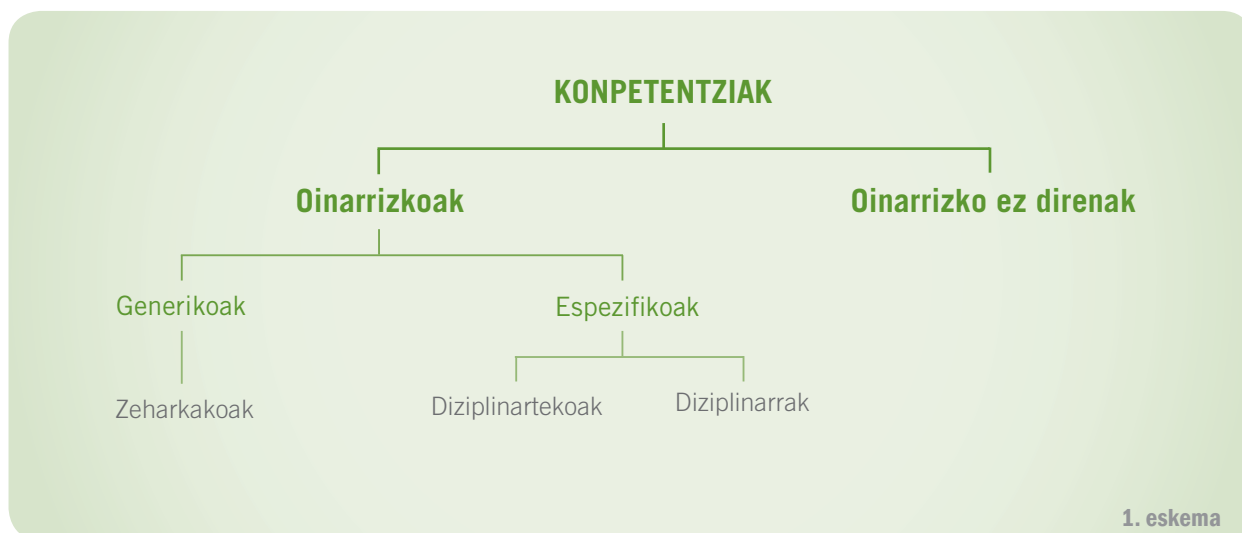 KONPETENTZIAK
Oinarrizkoak
Oinarrizko ez direnak
Generikoak
Espezifikoak
Zeharkakoak
Diziplinartekoak
Diziplinarrak
1. eskema